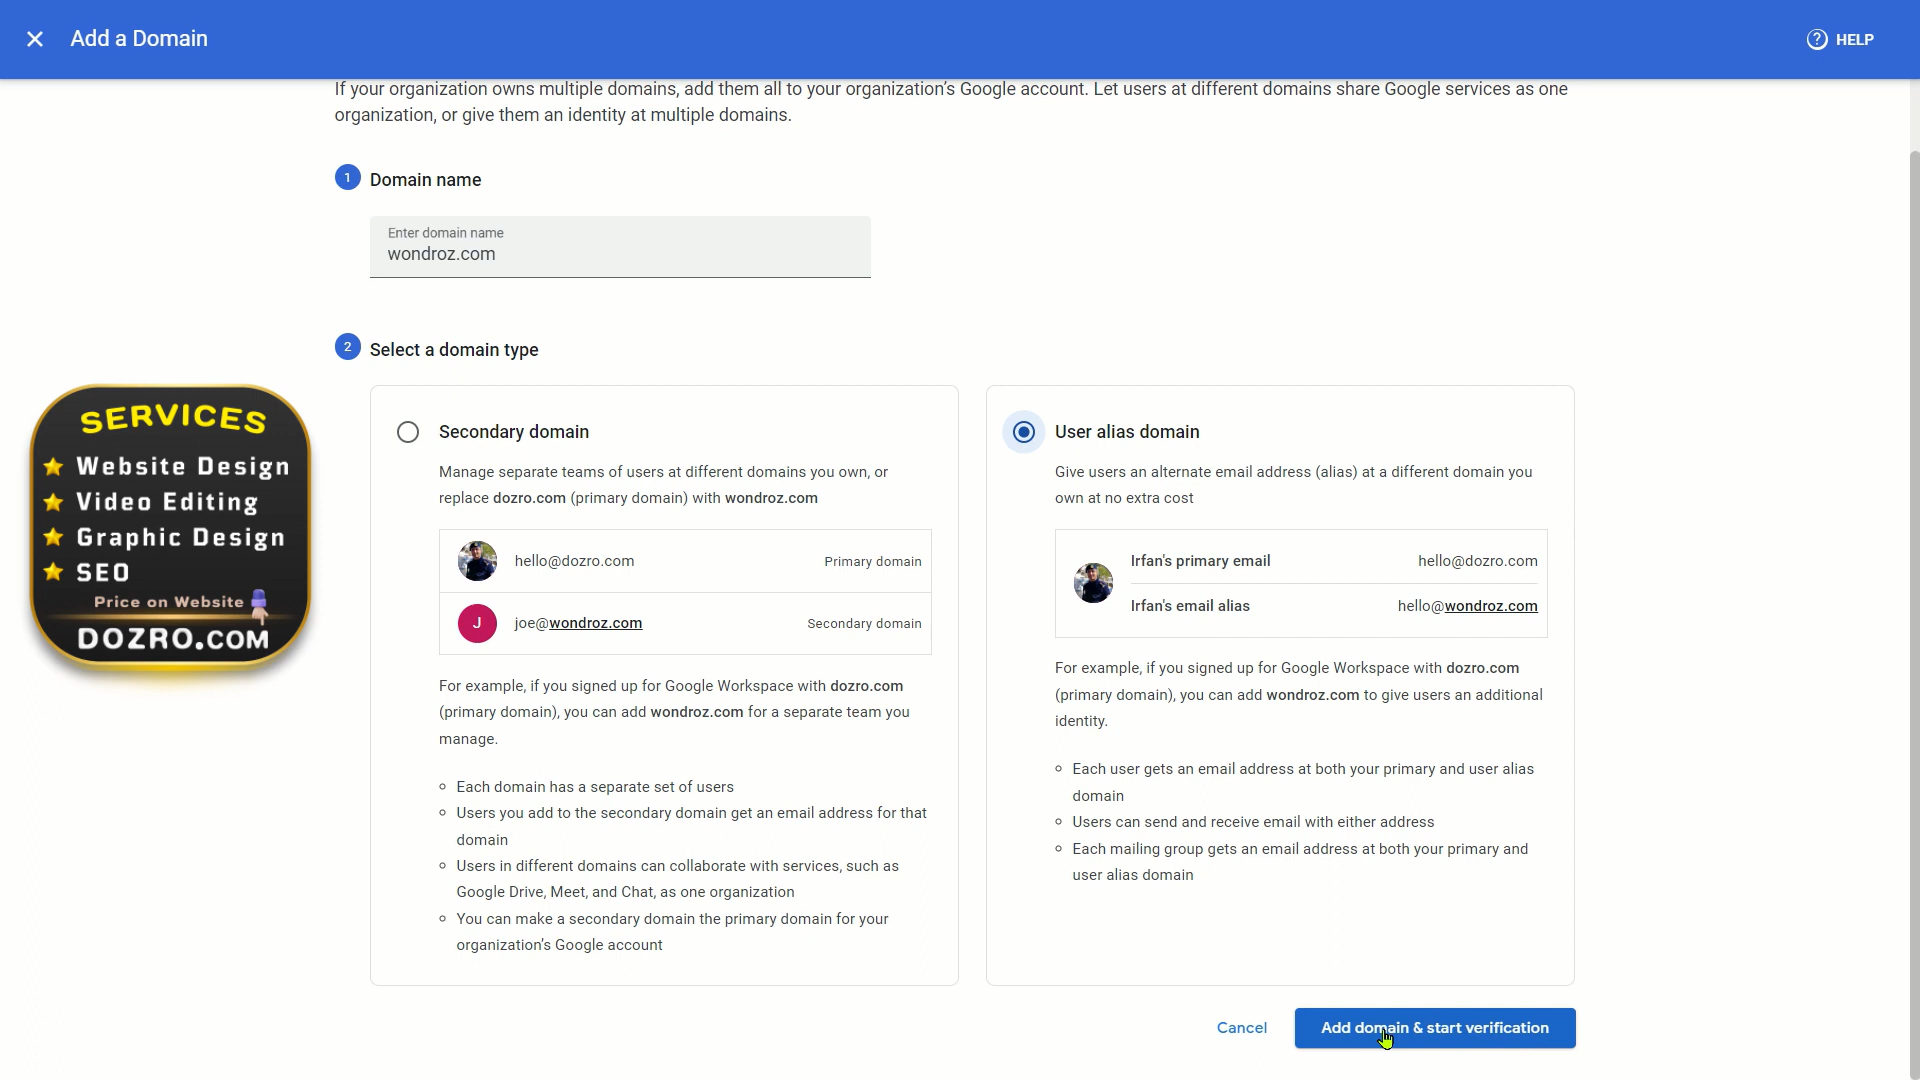 Add a Domain
HELP
If your organization owns multiple domains, add them all to your organization's Google account. Let users at different domains share Google services as one
organization, or give them an identity at multiple domains.
1 Domain name
Enter domain name
wondroz.com
2 Select a domain type
Secondary domain
Manage separate teams of users at different domains you own, or
replace dozro.com (primary domain) with wondroz.com
hello@dozro.com Primary domain
J joe@wondroz.com Secondary domain
For example, if you signed up for Google Workspace with dozro.com
(primary domain), you can add wondroz.com for a separate team you
manage.
Each domain has a separate set of users
Users you add to the secondary domain get an email address for that
domain
Users in different domains can collaborate with services, such as
Google Drive, Meet, and Chat, as one organization
You can make a secondary domain the primary domain for your
organization's Google account
User alias domain
Give users an alternate email address (alias) at a different domain you
own at no extra cost
Irfan's primary email hello@dozro.com
Irfan's email alias hello@wondroz.com
For example, if you signed up for Google Workspace with dozro.com
(primary domain), you can add wondroz.com to give users an additional
identity.
Each user gets an email address at both your primary and user alias
domain
Users can send and receive email with either address
Each mailing group gets an email address at both your primary and
user alias domain
Cancel
Add domain & start verification
SERVICES
Website Design
Video Editing
Graphic Design
SEO
Price on Website
DOZRO.COM